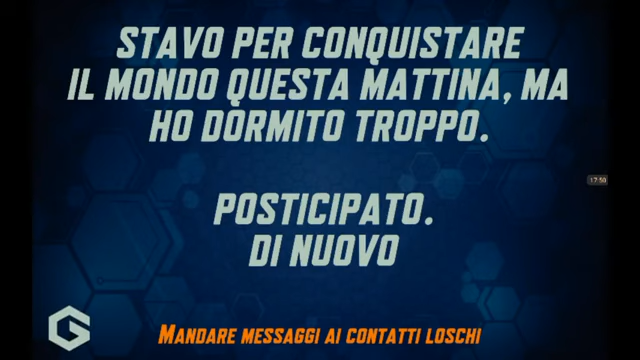 STAVO PER CONQUISTARE
IL MONDO QUESTA MATTINA, MA
HO DORMITO TROPPO.
POSTICIPATO.
DI NUOVO
17:50
G
MANDARE MESSAGGI AI CONTATTI LOSCHI